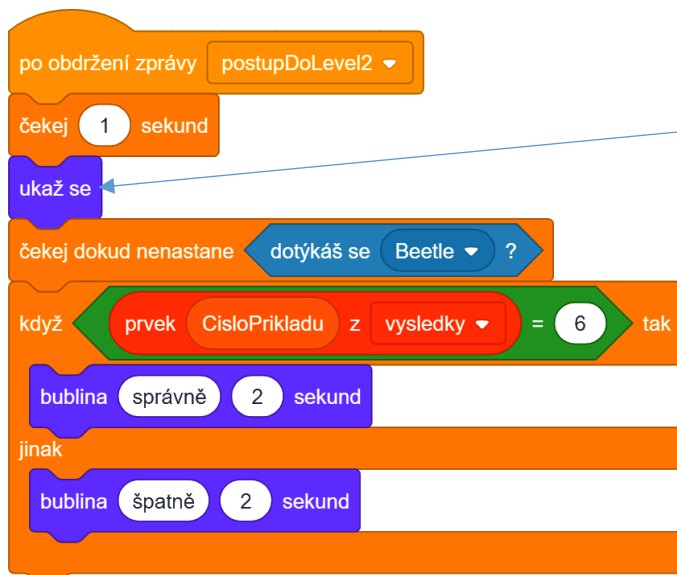 po obdržení zprávy postupDoLevel2
čekej 1 sekund
ukaž se
čekej dokud nenastane dotýkáš se Beetle ?
když prvek CisloPrikladu z vysledky = 6 tak
bublina správně 2 sekund
jinak
bublina špatně 2 sekund